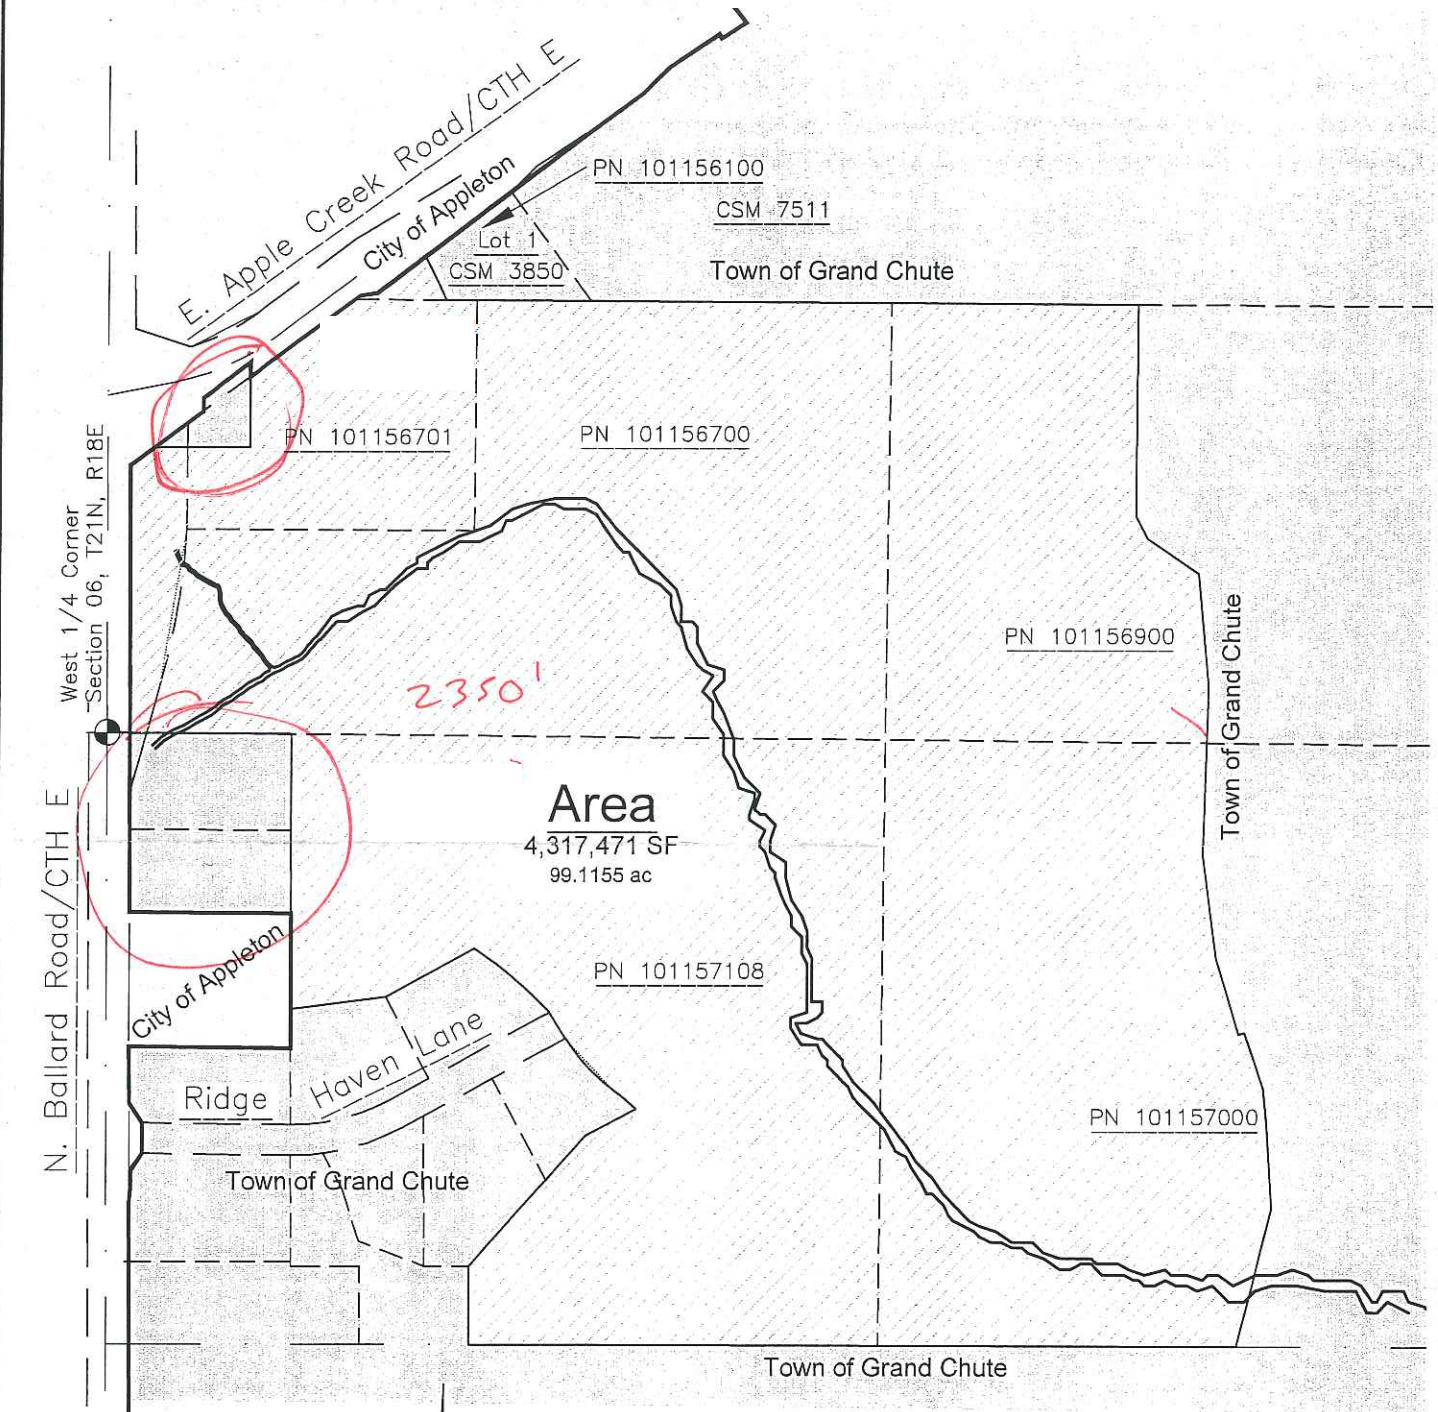 E. Apple Creek Road/CTH E
City of Appleton
PN 101156100
CSM 7511
Lot 1
CSM 3850
Town of Grand Chute
PN 101156701
PN 101156700
West 1/4 Corner
Section 06, T21N, R18E
PN 101156900
Town of Grand Chute
2350'
Area
4,317,471 SF
99.1155 ac
N. Ballard Road/CTH E
City of Appleton
PN 101157108
Ridge Haven Lane
PN 101157000
Town of Grand Chute
Town of Grand Chute